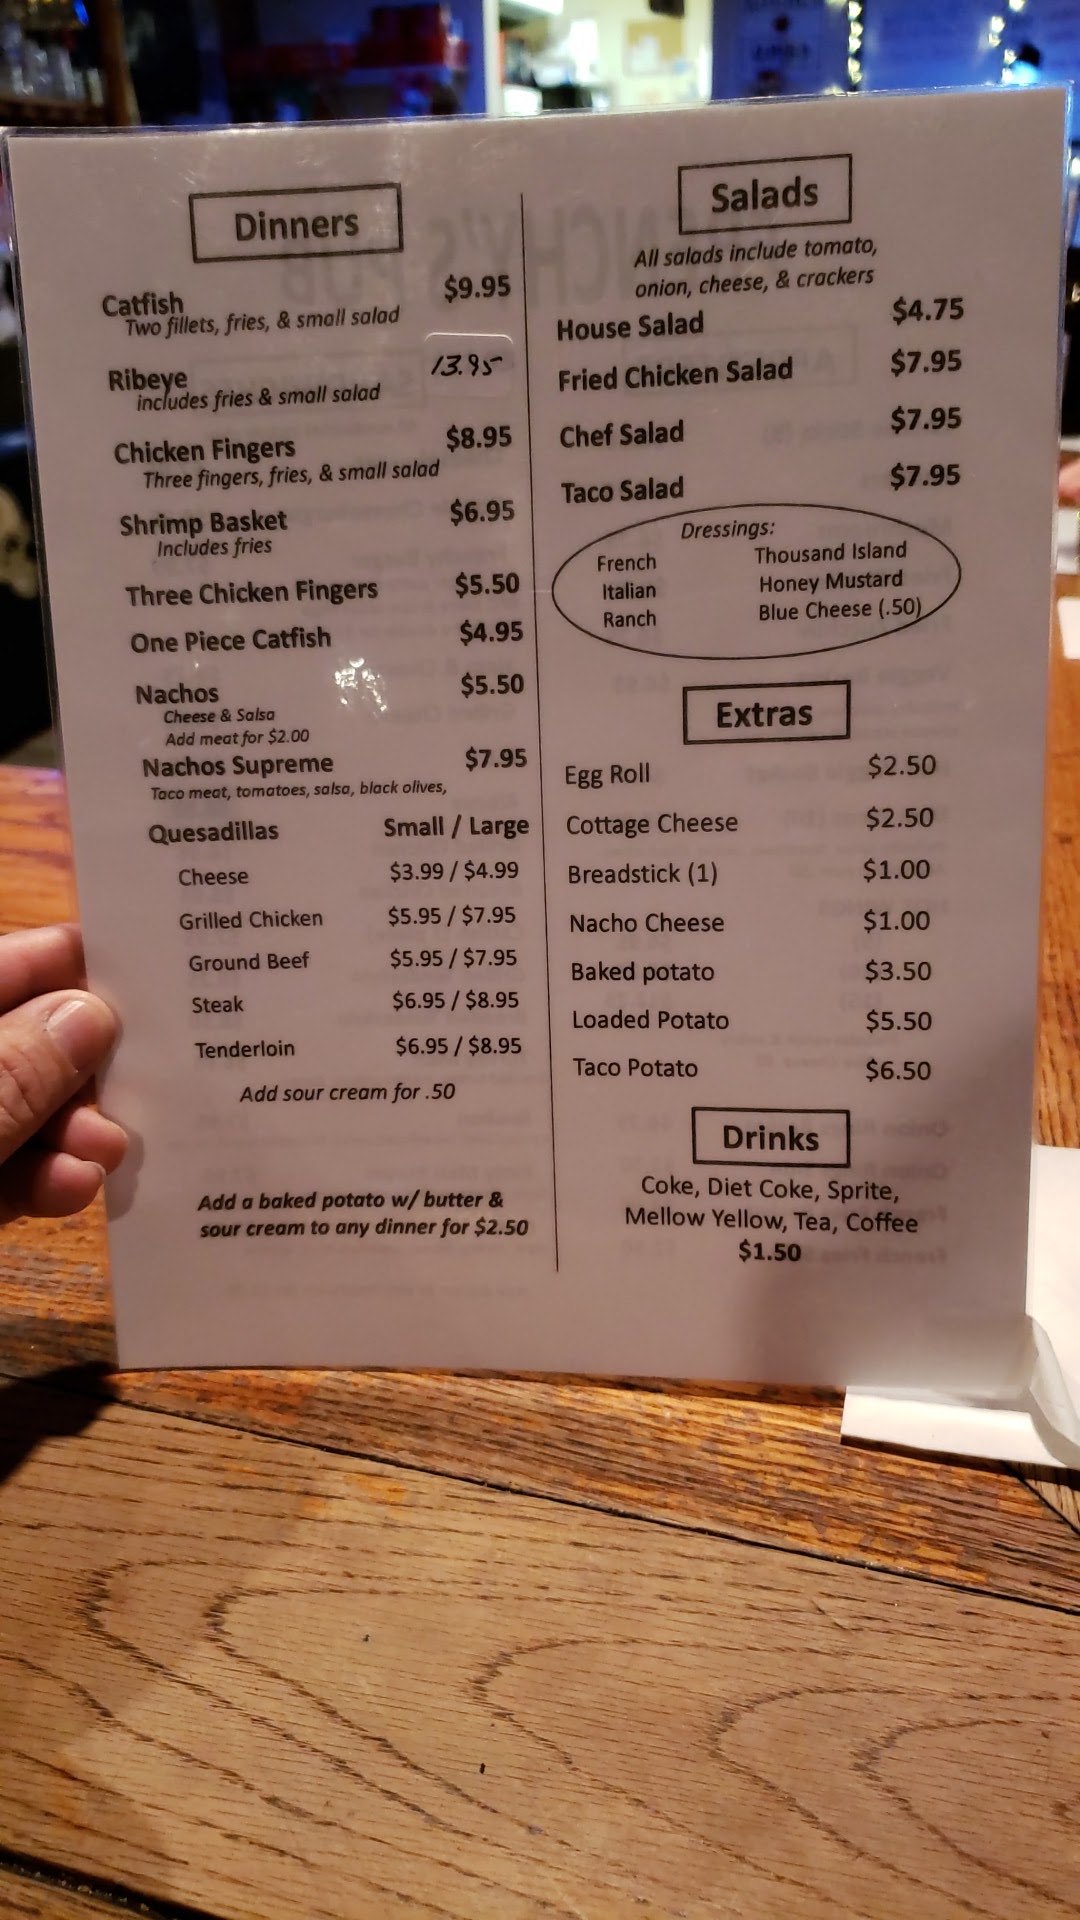 Dinners
Catfish $9.95
Two fillets, fries, & small salad
Ribeye 13.95
includes fries & small salad
Chicken Fingers $8.95
Three fingers, fries, & small salad
Shrimp Basket $6.95
Includes fries
Three Chicken Fingers $5.50
One Piece Catfish $4.95
Nachos $5.50
Cheese & Salsa
Add meat for $2.00
Nachos Supreme $7.95
Taco meat, tomatoes, salsa, black olives,
Quesadillas Small / Large
Cheese $3.99 / $4.99
Grilled Chicken $5.95 / $7.95
Ground Beef $5.95 / $7.95
Steak $6.95 / $8.95
Tenderloin $6.95 / $8.95
Add sour cream for .50
Add a baked potato w/ butter &
sour cream to any dinner for $2.50
Salads
All salads include tomato,
onion, cheese, & crackers
House Salad $4.75
Fried Chicken Salad $7.95
Chef Salad $7.95
Taco Salad $7.95
Dressings:
French Thousand Island
Italian Honey Mustard
Ranch Blue Cheese (.50)
Extras
Egg Roll $2.50
Cottage Cheese $2.50
Breadstick (1) $1.00
Nacho Cheese $1.00
Baked potato $3.50
Loaded Potato $5.50
Taco Potato $6.50
Drinks
Coke, Diet Coke, Sprite,
Mellow Yellow, Tea, Coffee
$1.50